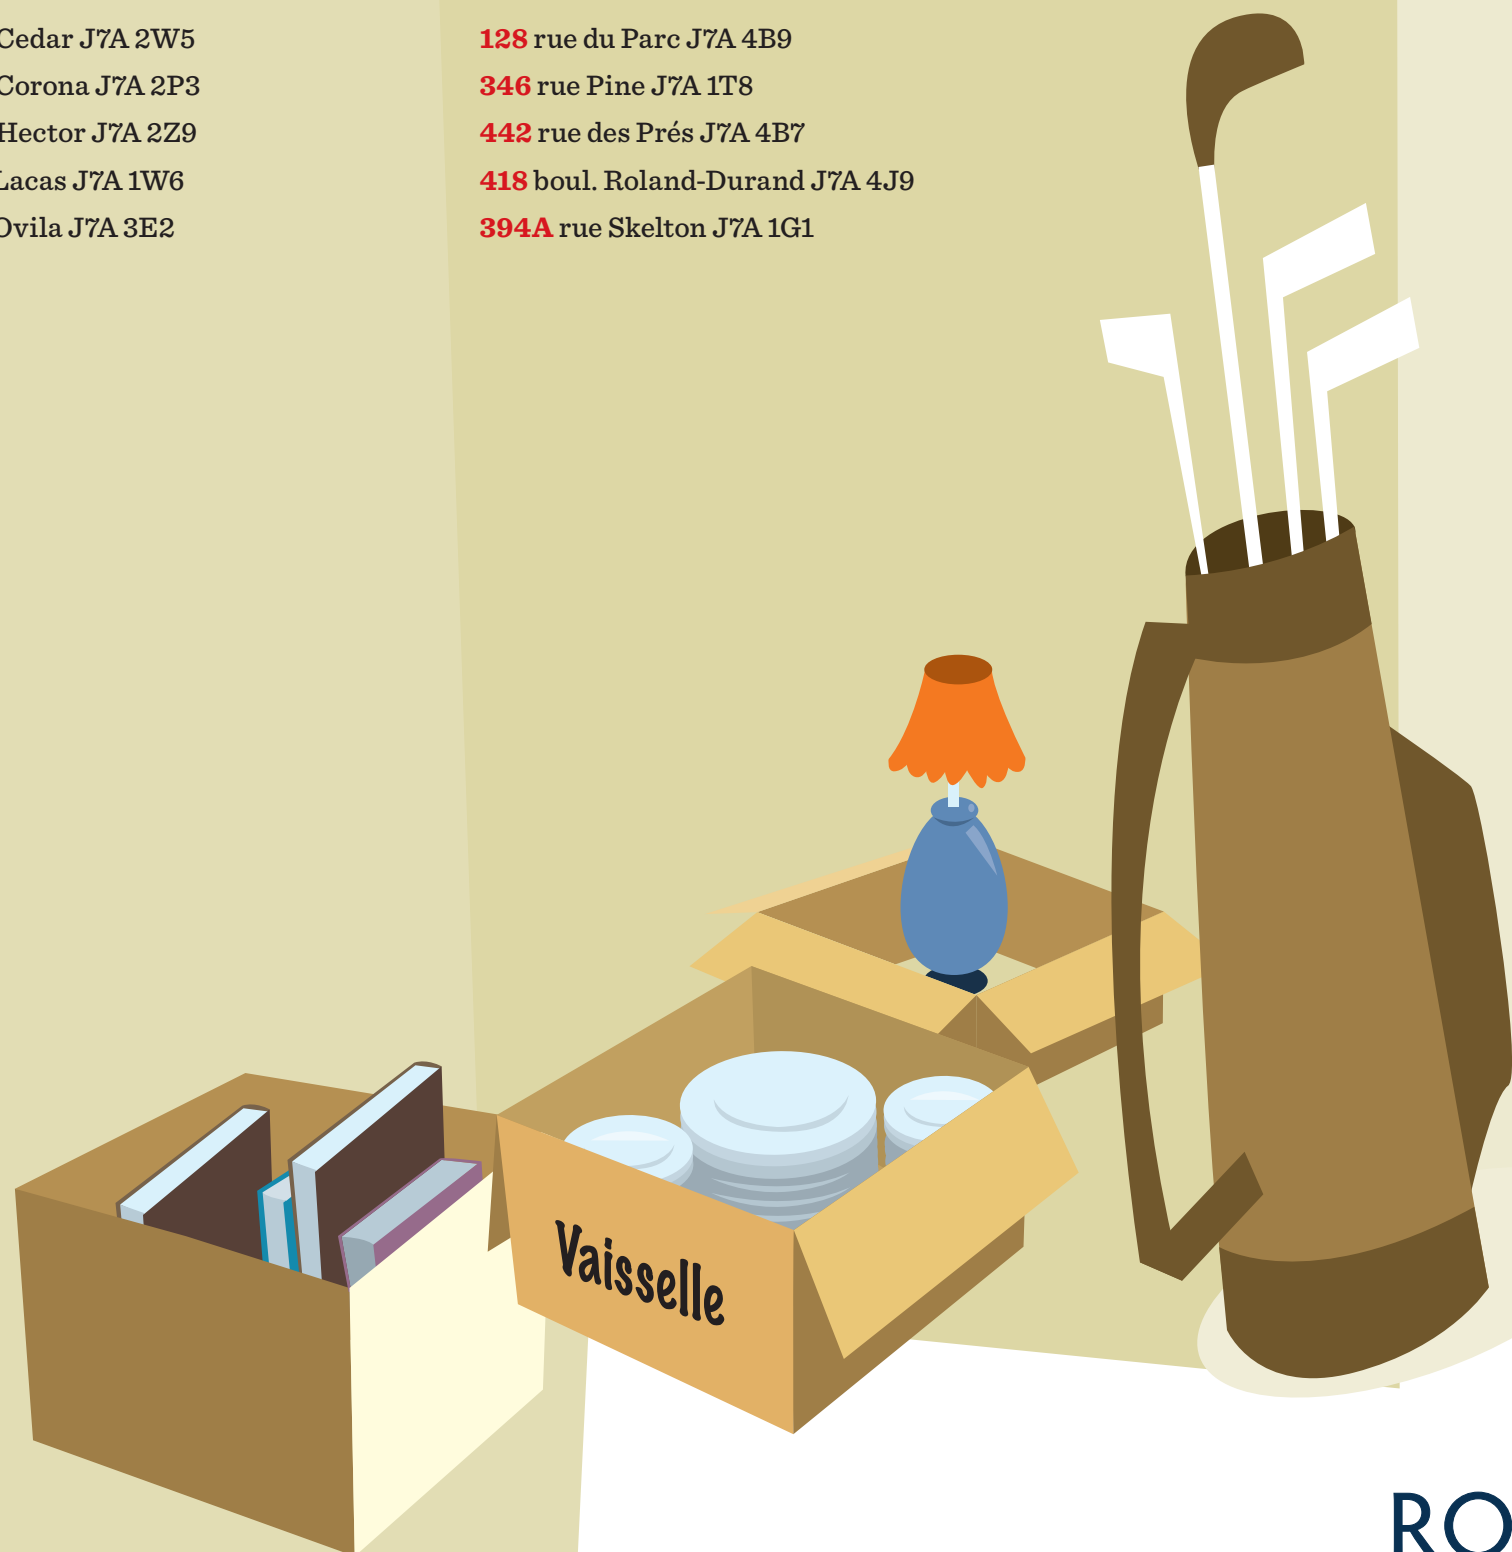 Cedar J7A 2W5
Corona J7A 2P3
Hector J7A 2Z9
Lacas J7A 1W6
Ovila J7A 3E2
128 rue du Parc J7A 4B9
346 rue Pine J7A 1T8
442 rue des Prés J7A 4B7
418 boul. Roland-Durand J7A 4J9
394A rue Skelton J7A 1G1
Vaisselle
RO